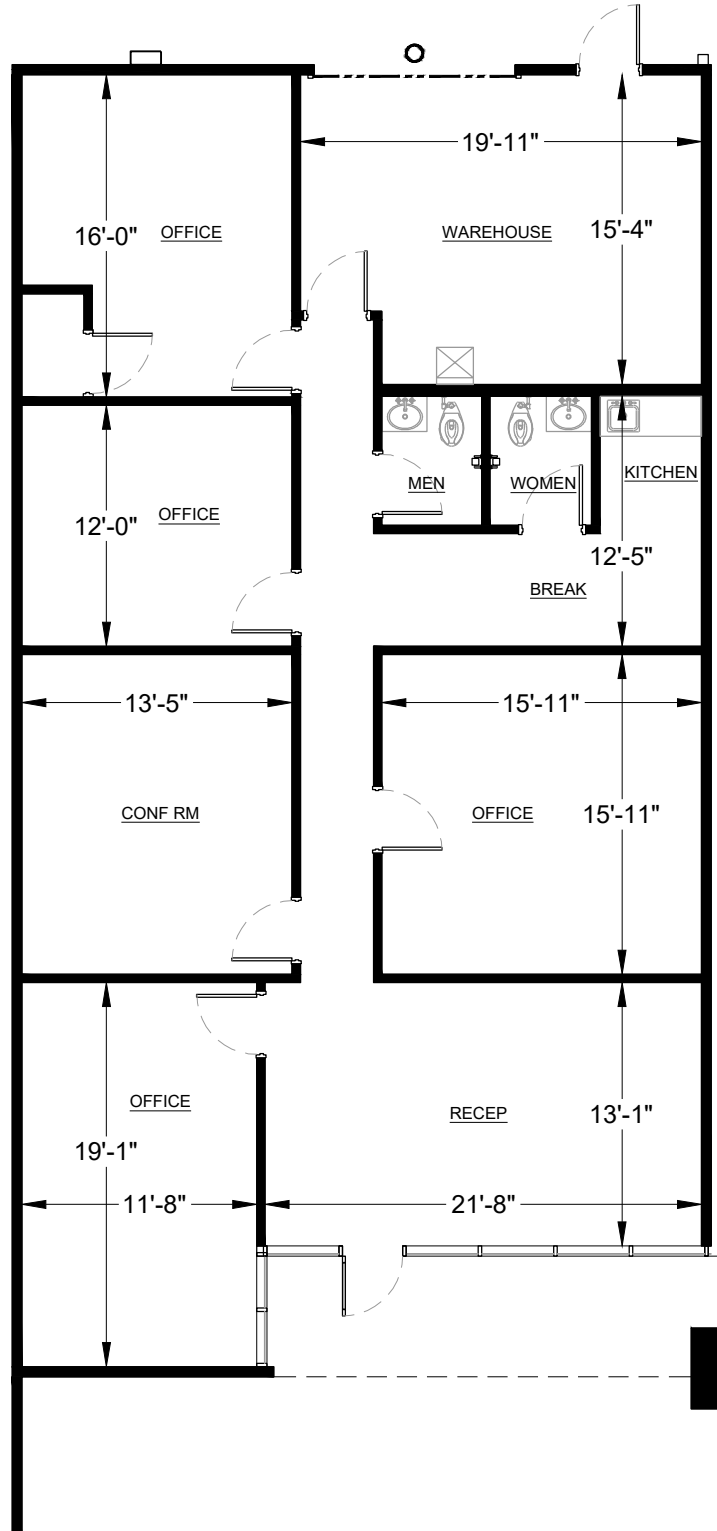 19'-11"
16'-0"
OFFICE
WAREHOUSE
15'-4"
MEN
WOMEN
KITCHEN
12'-0"
OFFICE
12'-5"
BREAK
13'-5"
15'-11"
CONF RM
OFFICE
15'-11"
OFFICE
19'-1"
RECEP
13'-1"
11'-8"
21'-8"